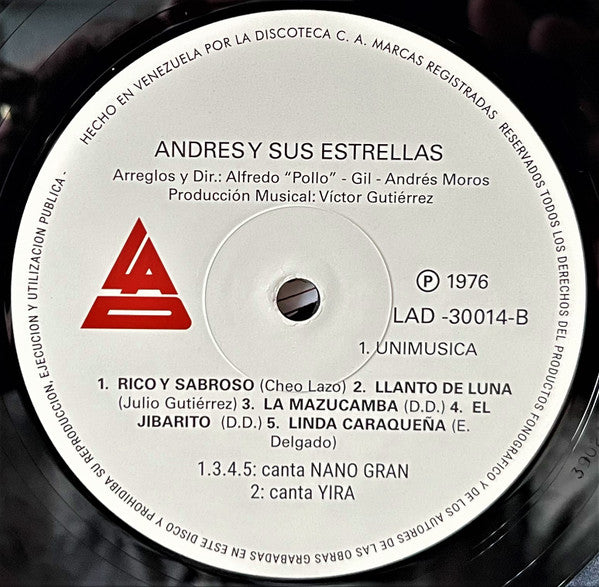 HECHO EN VENEZUELA POR LA DISCOTECA C. A. MARCAS REGISTRADAS RESERVADOS TODOS LOS DERECHOS DEL PRODUCTOS FONOGRAFICO Y DE LOS AUTORES DE LAS OBRAS GRABADAS EN ESTE DISCO Y PROHIBIDA SU REPRODUCCION, EJECUCION Y UTILIZACION PUBLICA -
ANDRES Y SUS ESTRELLAS
Arreglos y Dir.: Alfredo “Pollo” - Gil - Andrés Moros
Producción Musical: Víctor Gutiérrez
LAD
Ⓟ 1976
LAD -30014-B
1. UNIMUSICA
1. RICO Y SABROSO (Cheo Lazo) 2. LLANTO DE LUNA
(Julio Gutiérrez) 3. LA MAZUCAMBA (D.D.) 4. EL
JIBARITO (D.D.) 5. LINDA CARAQUEÑA (E.
Delgado)
1.3.4.5: canta NANO GRAN
2: canta YIRA